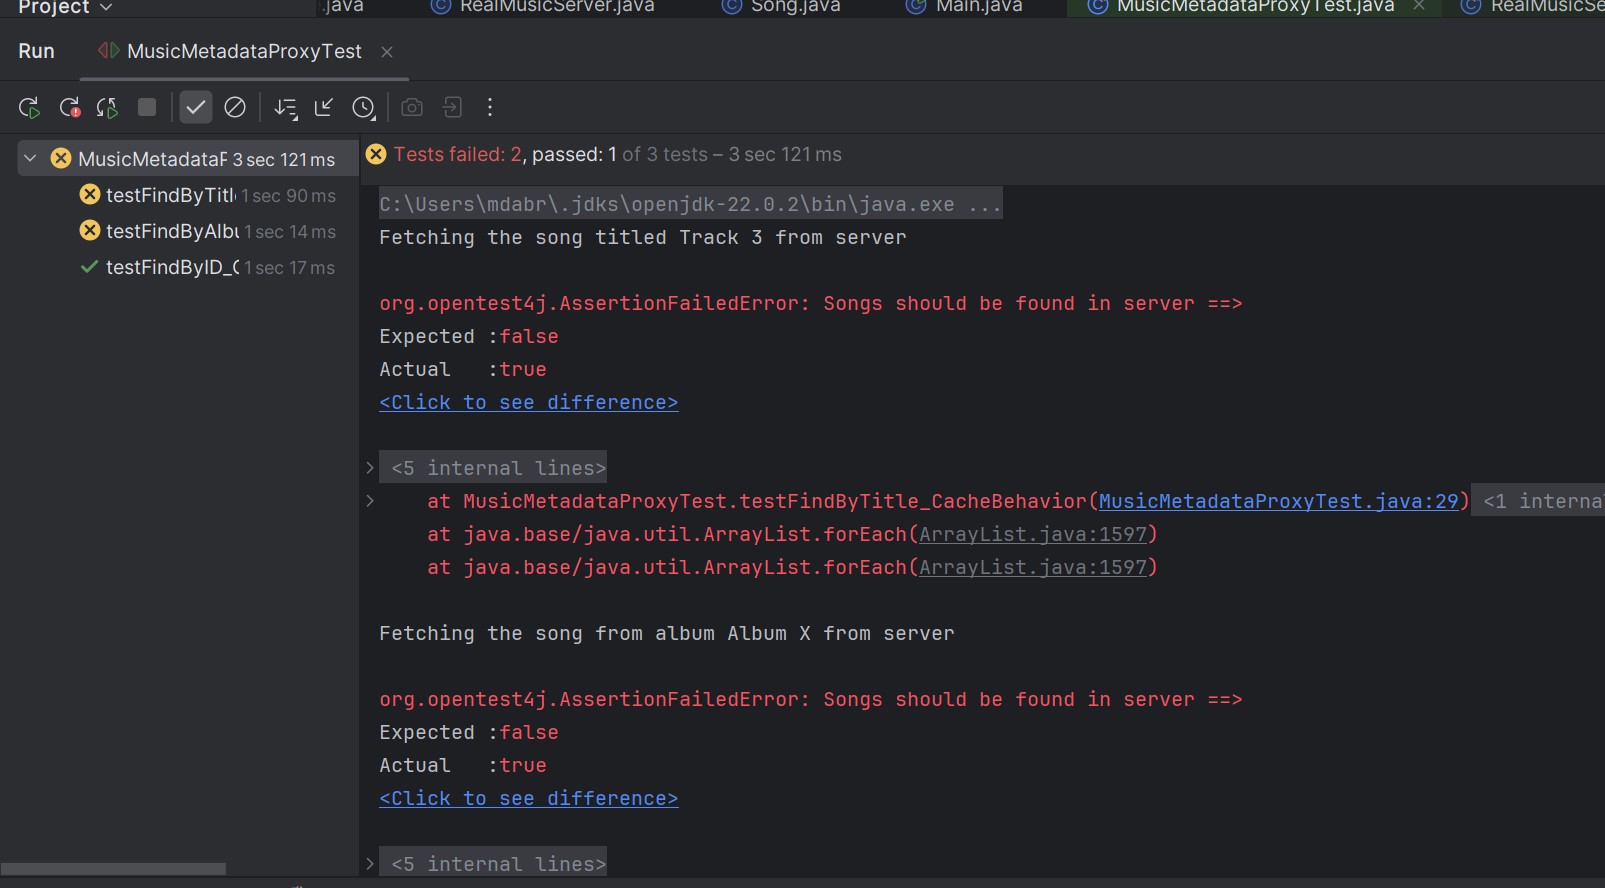 Project
.java
RealMusicServer.java
Song.java
Main.java
MusicMetadataProxyTest.java
RealMusicSe
Run
MusicMetadataProxyTest
MusicMetadataP 3 sec 121 ms
testFindByTitl 1 sec 90 ms
testFindByAlbu 1 sec 14 ms
testFindByID_C 1 sec 17 ms
Tests failed: 2, passed: 1 of 3 tests – 3 sec 121 ms
C:\Users\mdabr\.jdks\openjdk-22.0.2\bin\java.exe ...
Fetching the song titled Track 3 from server
org.opentest4j.AssertionFailedError: Songs should be found in server ==>
Expected :false
Actual   :true
<Click to see difference>
<5 internal lines>
at MusicMetadataProxyTest.testFindByTitle_CacheBehavior(MusicMetadataProxyTest.java:29) <1 interna
at java.base/java.util.ArrayList.forEach(ArrayList.java:1597)
at java.base/java.util.ArrayList.forEach(ArrayList.java:1597)
Fetching the song from album Album X from server
org.opentest4j.AssertionFailedError: Songs should be found in server ==>
Expected :false
Actual   :true
<Click to see difference>
<5 internal lines>